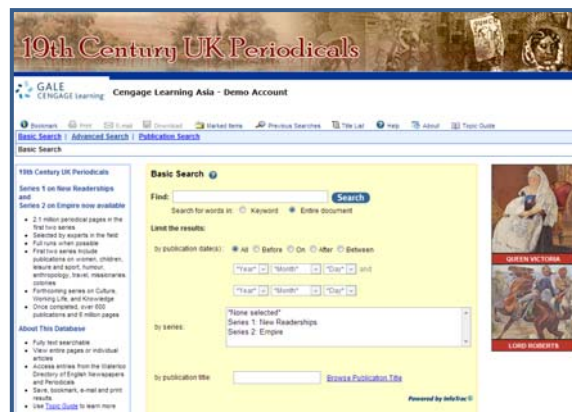 19th Century UK Periodicals
GALE
CENGAGE Learning
Cengage Learning Asia - Demo Account
Bookmark Print E-mail Download Marked Items Previous Searches Title List Help About Topic Guide
Basic Search | Advanced Search | Publication Search
Basic Search
19th Century UK Periodicals
Series 1 on New Readerships
and
Series 2 on Empire now available
2.1 million periodical pages in the
first two series
Selected by experts in the field
Full runs when possible
First two series include
publications on women, children,
leisure and sport, humour,
anthropology, travel, missionaries,
colonies
Forthcoming series on Culture,
Working Life, and Knowledge
Once completed, over 600
publications and 6 million pages
About This Database
Fully text searchable
View entire pages or individual
articles
Access entries from the Waterloo
Directory of English Newspapers
and Periodicals
Save, bookmark, e-mail and print
results
Use Topic Guide to learn more
Basic Search
Find: Search
Search for words in: Keyword Entire document
Limit the results:
by publication date(s): All Before On After Between
"Year" "Month" "Day" and
"Year" "Month" "Day"
by series:
"None selected"
Series 1: New Readerships
Series 2: Empire
by publication title: Browse Publication Title
Powered by InfoTrac®
QUEEN VICTORIA
LORD ROBERTS